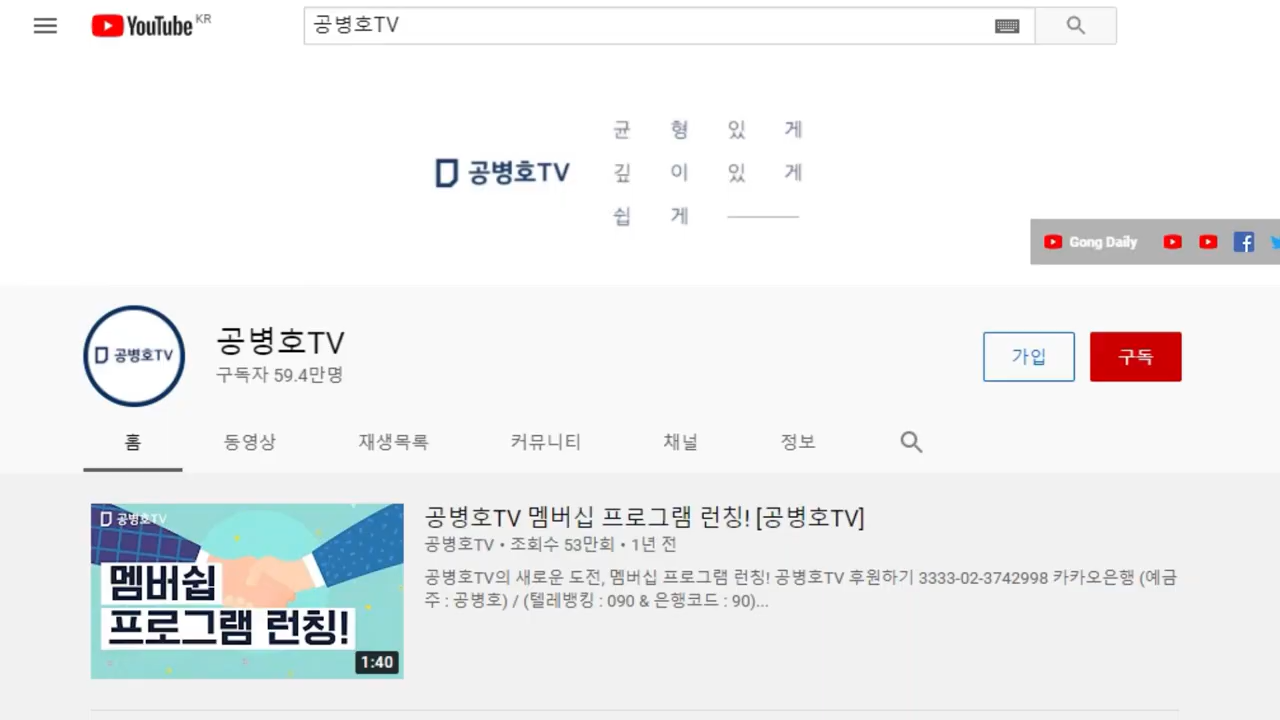 YouTube KR
공병호TV
균형있게
공병호TV 깊이있게
쉽게
Gong Daily
공병호TV
공병호TV
구독자 59.4만명
가입
구독
홈 동영상 재생목록 커뮤니티 채널 정보
공병호TV
멤버쉽
프로그램 런칭!
1:40
공병호TV 멤버십 프로그램 런칭! [공병호TV]
공병호TV • 조회수 53만회 • 1년 전
공병호TV의 새로운 도전, 멤버십 프로그램 런칭! 공병호TV 후원하기 3333-02-3742998 카카오은행 (예금
주 : 공병호) / (텔레뱅킹 : 090 & 은행코드 : 90)...